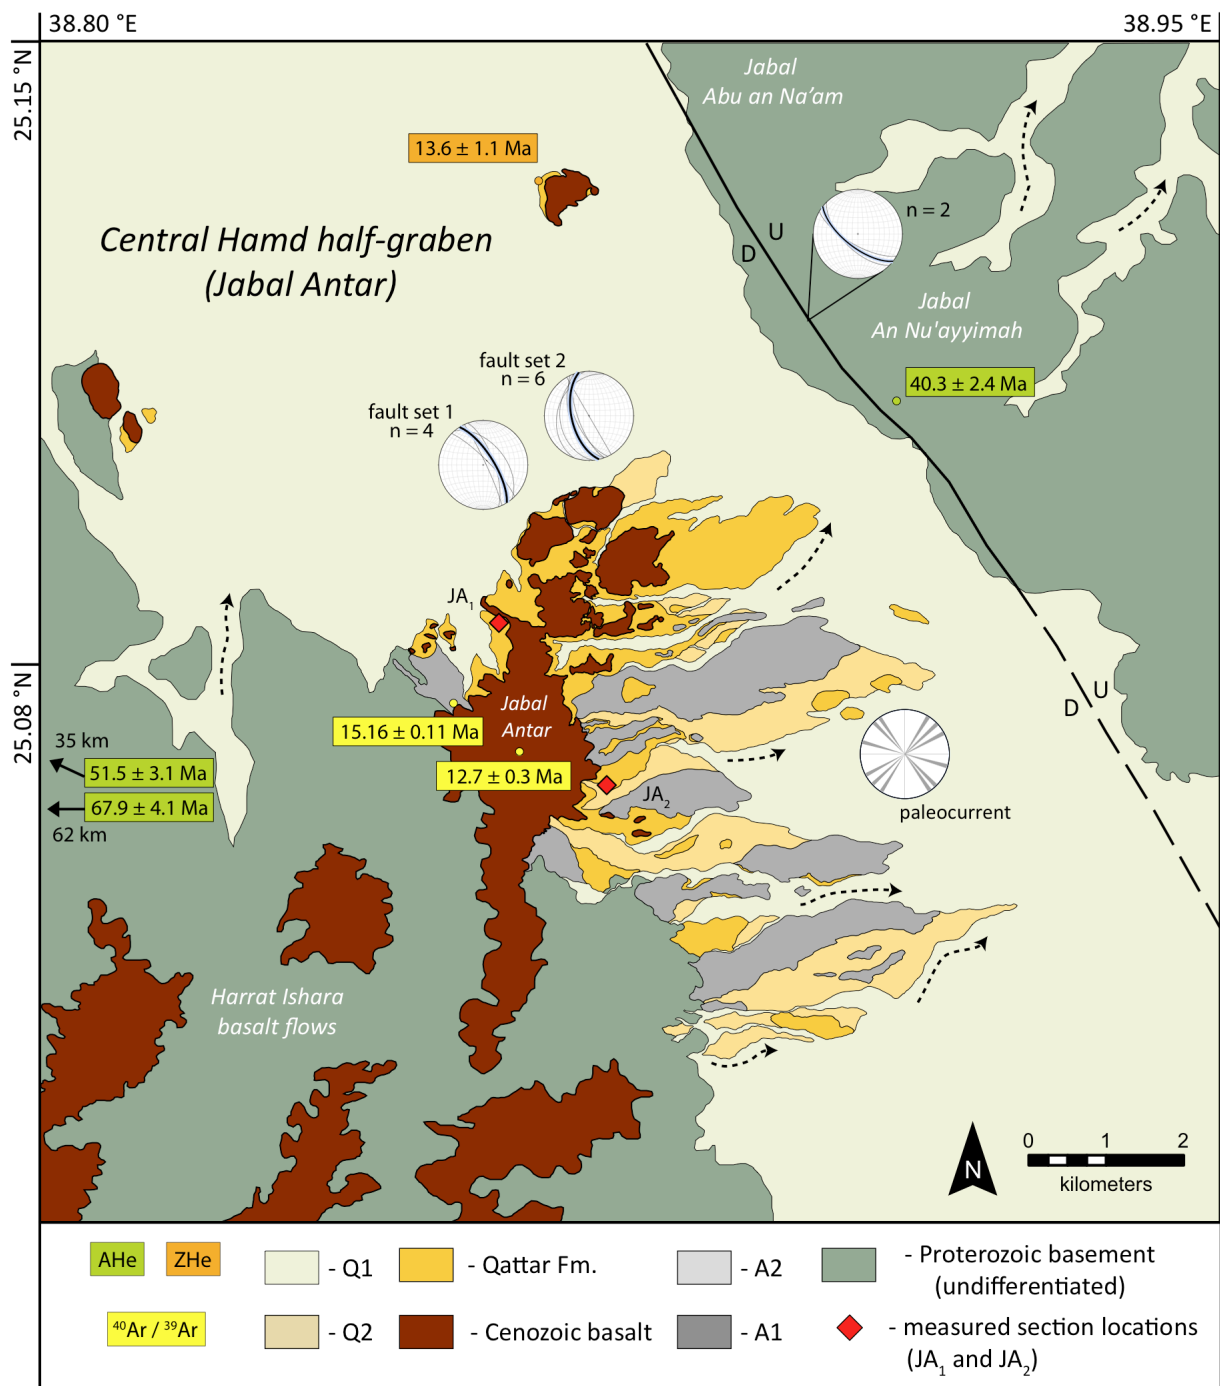 38.80 °E
38.95 °E
25.15 °N
Jabal
Abu an Na’am
13.6 ± 1.1 Ma
n = 2
U
D
Central Hamd half-graben
(Jabal Antar)
Jabal
An Nu'ayyimah
fault set 2
n = 6
40.3 ± 2.4 Ma
fault set 1
n = 4
JA1
25.08 °N
Jabal
Antar
U
D
15.16 ± 0.11 Ma
35 km
51.5 ± 3.1 Ma
12.7 ± 0.3 Ma
JA2
67.9 ± 4.1 Ma
62 km
paleocurrent
Harrat Ishara
basalt flows
N
0 1 2
kilometers
AHe
ZHe
- Q1
- Qattar Fm.
- A2
- Proterozoic basement
(undifferentiated)
40Ar / 39Ar
- Q2
- Cenozoic basalt
- A1
- measured section locations
(JA1 and JA2)